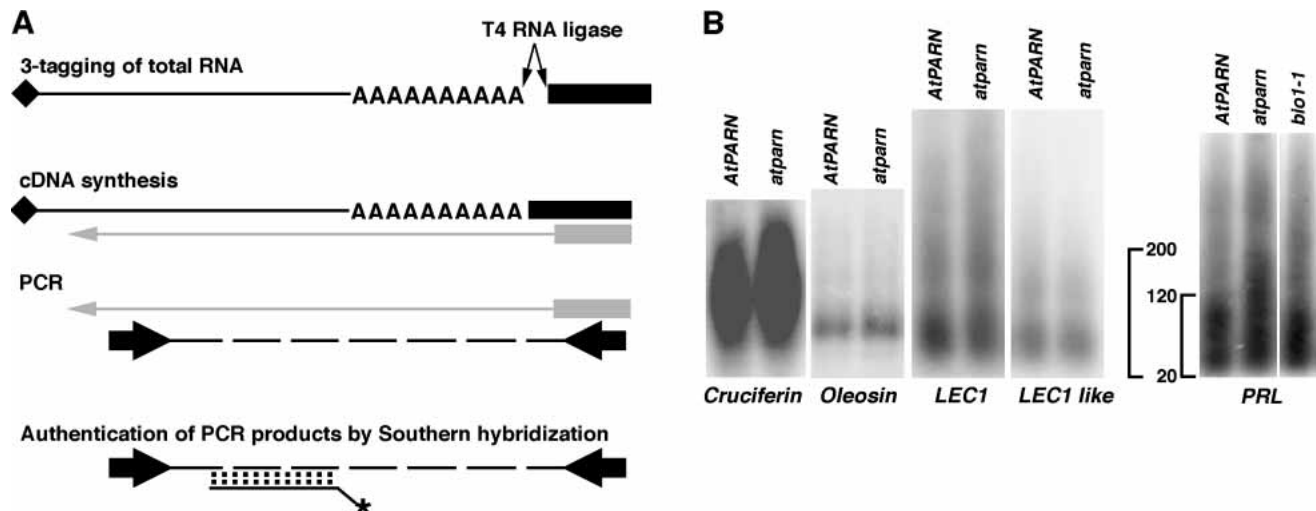 A
T4 RNA ligase
3-tagging of total RNA
AAAAAAAAAA
cDNA synthesis
AAAAAAAAAA
PCR
Authentication of PCR products by Southern hybridization
*
B
AtPARN atparn AtPARN atparn AtPARN atparn AtPARN atparn AtPARN atparn bio1-1
200
120
20
Cruciferin Oleosin LEC1 LEC1 like PRL